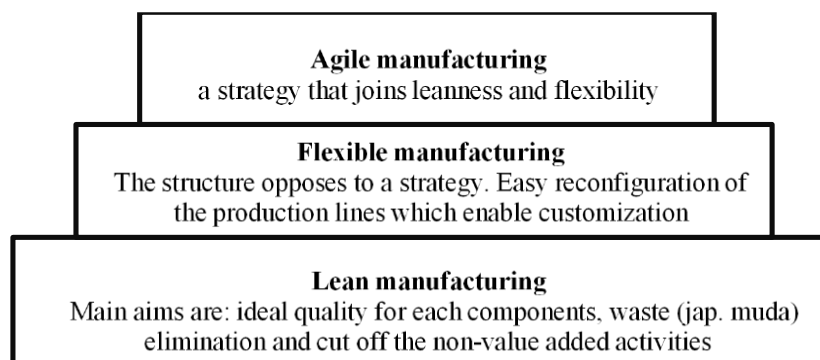 Agile manufacturing
a strategy that joins leanness and flexibility
Flexible manufacturing
The structure opposes to a strategy. Easy reconfiguration of
the production lines which enable customization
Lean manufacturing
Main aims are: ideal quality for each components, waste (jap. muda)
elimination and cut off the non-value added activities